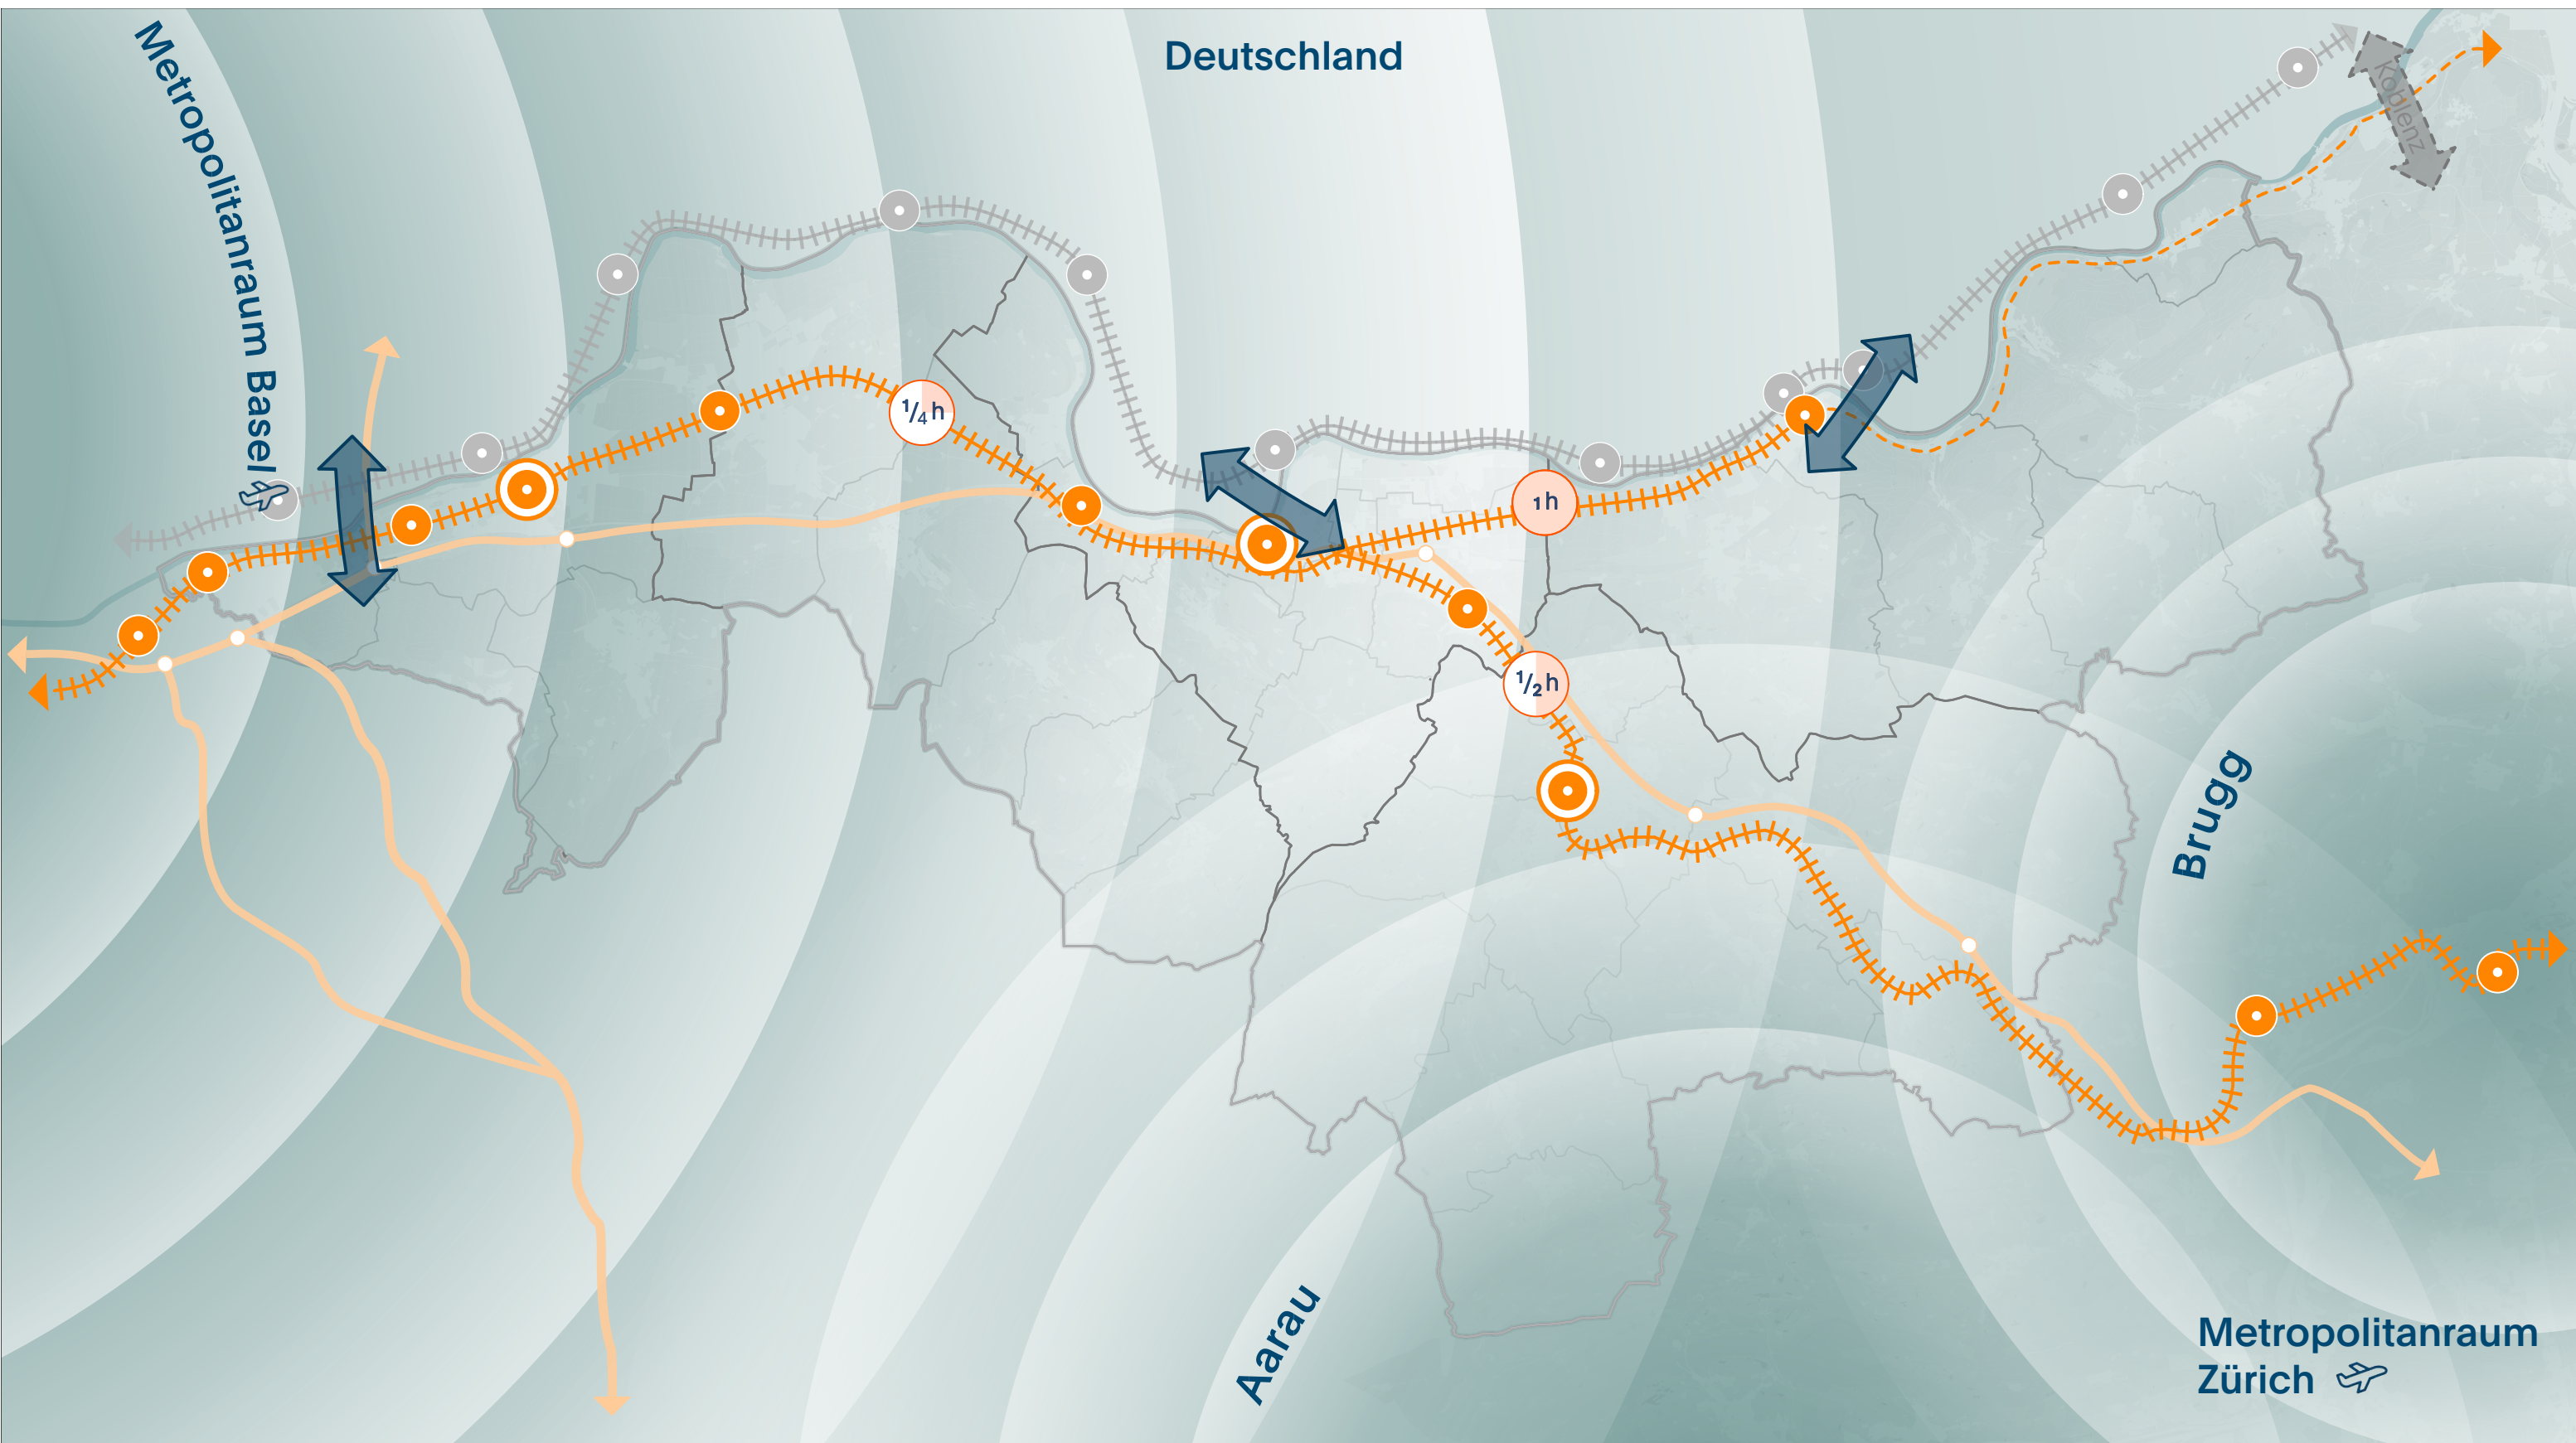 Deutschland
Metropolitanraum Basel
Koblenz
1/4 h
1 h
1/2 h
Brugg
Aarau
Metropolitanraum
Zürich